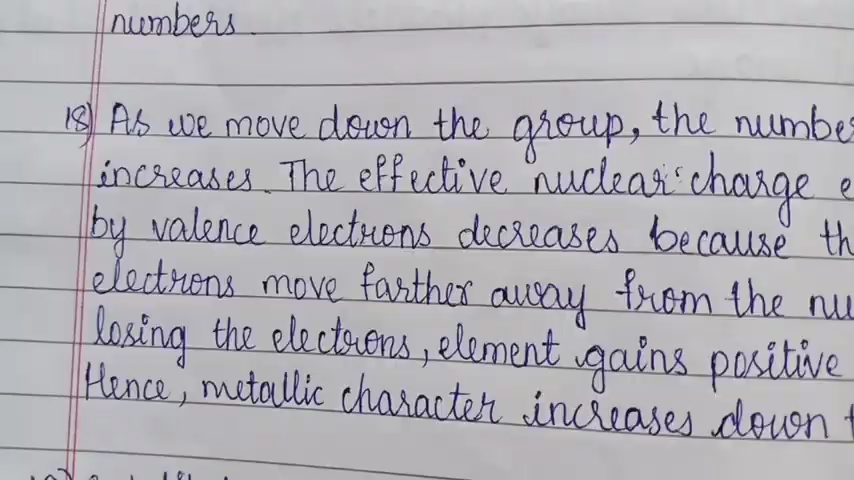 numbers.
18) As we move down the group, the numbe
increases. The effective nuclear charge e
by valence electrons decreases because th
electrons move farther away from the nu
losing the electrons, element gains positive
Hence, metallic character increases down t